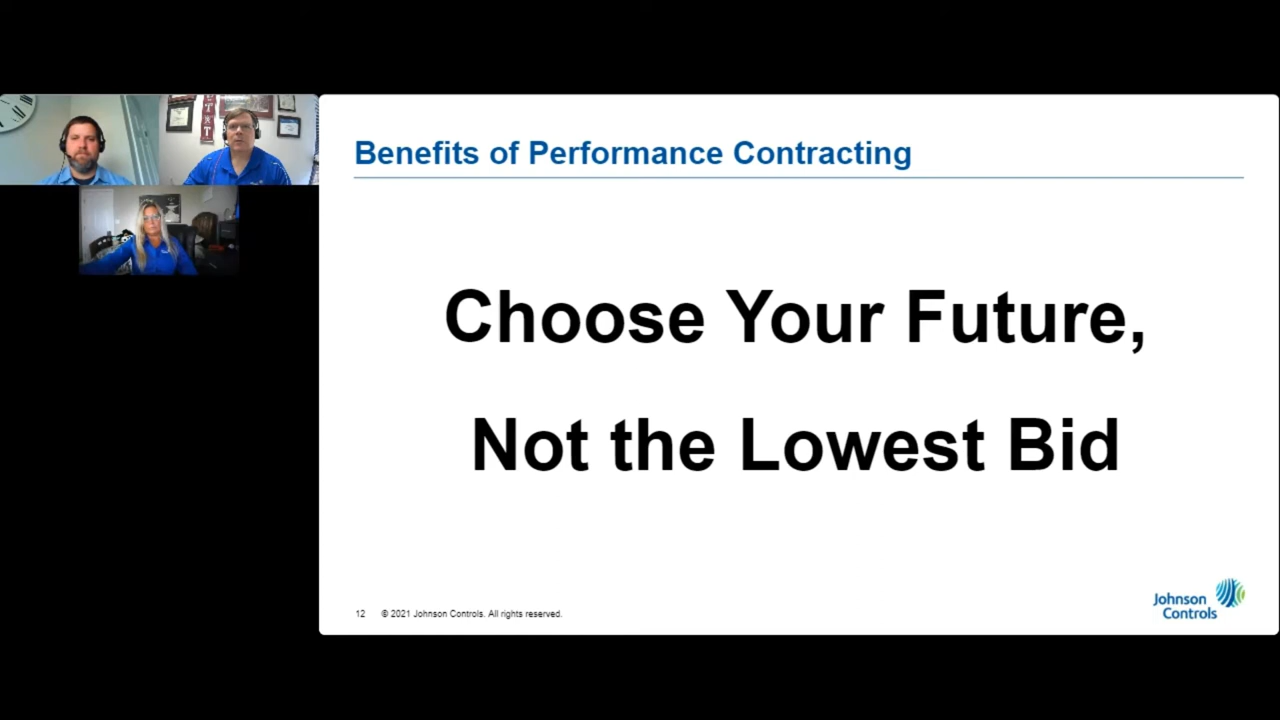 Benefits of Performance Contracting
Choose Your Future,
Not the Lowest Bid
12 © 2021 Johnson Controls. All rights reserved.
Johnson
Controls